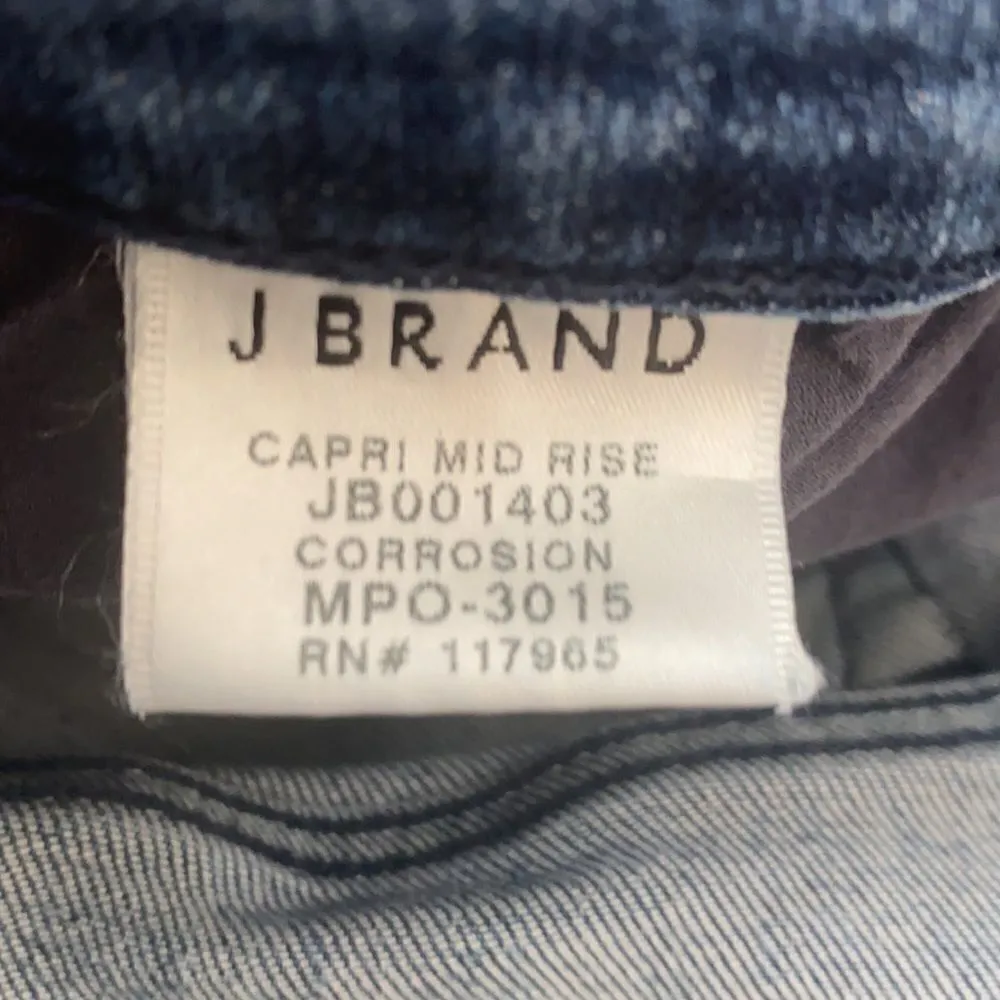 J BRAND
CAPRI MID RISE
JB001403
CORROSION
MPO-3015
RN# 117965